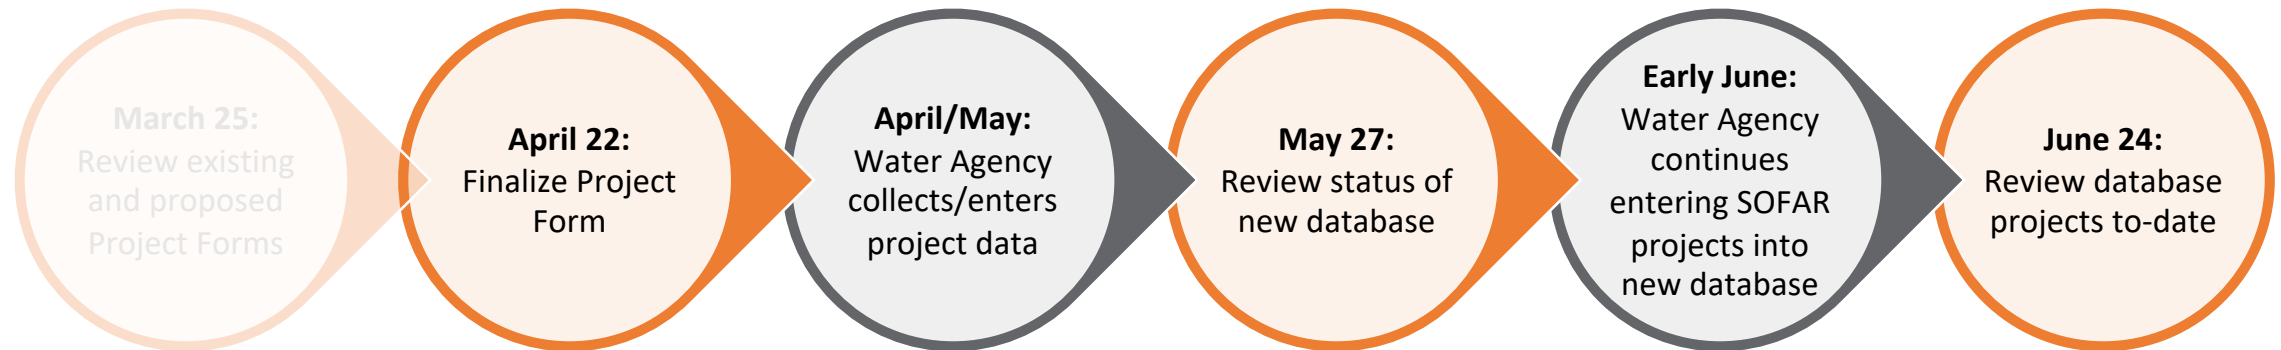 March 25:
Review existing
and proposed
Project Forms
April 22:
Finalize Project
Form
April/May:
Water Agency
collects/enters
project data
May 27:
Review status of
new database
Early June:
Water Agency
continues
entering SOFAR
projects into
new database
June 24:
Review database
projects to-date